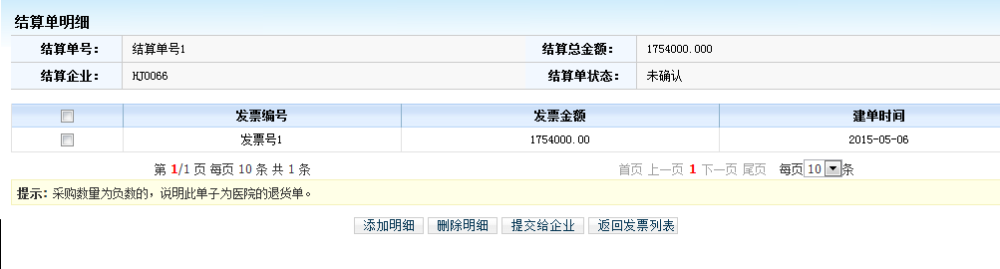 结算单明细
结算单号： 结算单号1 结算总金额： 1754000.000
结算企业： HJ0066 结算单状态： 未确认
发票编号 发票金额 建单时间
发票号1 1754000.00 2015-05-06
第 1/1 页 每页 10 条 共 1 条 首页 上一页 1 下一页 尾页 每页 10 条
提示：采购数量为负数的，说明此单子为医院的退货单。
添加明细 删除明细 提交给企业 返回发票列表